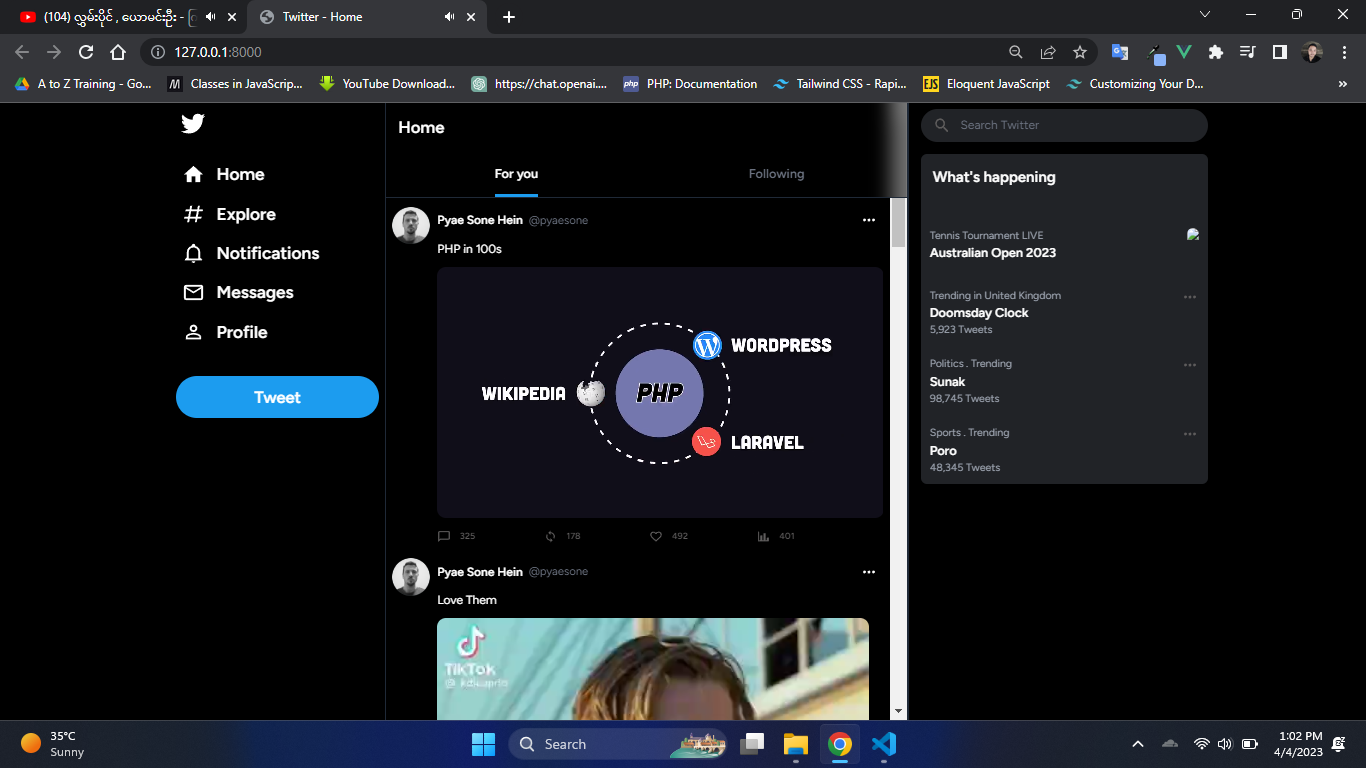 (104) လွှမ်းပိုင် , ယောမင်းဦး -
Twitter - Home
127.0.0.1:8000
A to Z Training - Go...
Classes in JavaScrip...
YouTube Download...
https://chat.openai....
php
PHP: Documentation
Tailwind CSS - Rapi...
EJS
Eloquent JavaScript
Customizing Your D...
Home
Explore
Notifications
Messages
Profile
Tweet
Home
For you
Following
Pyae Sone Hein @pyaesone
PHP in 100s
WORDPRESS
WIKIPEDIA
PHP
LARAVEL
325
178
492
401
Pyae Sone Hein @pyaesone
Love Them
TikTok
Search Twitter
What's happening
Tennis Tournament LIVE
Australian Open 2023
Trending in United Kingdom
Doomsday Clock
5,923 Tweets
Politics . Trending
Sunak
98,745 Tweets
Sports . Trending
Poro
48,345 Tweets
35°C
Sunny
Search
1:02 PM
4/4/2023